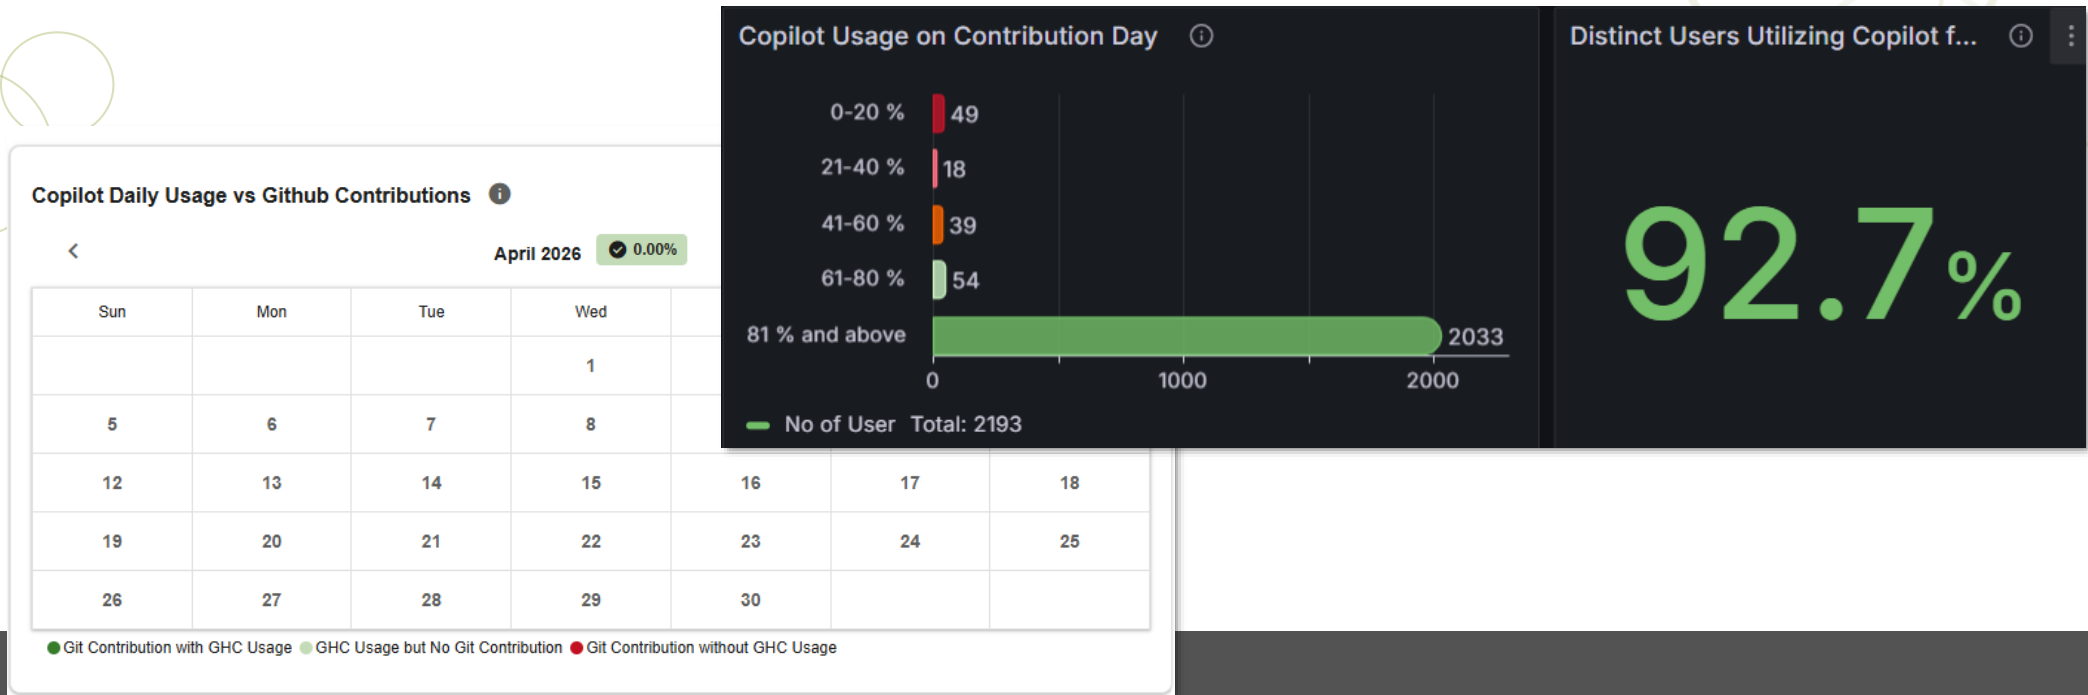 Copilot Usage on Contribution Day
0-20 % 49
21-40 % 18
41-60 % 39
61-80 % 54
81 % and above 2033
0 1000 2000
No of User Total: 2193
Distinct Users Utilizing Copilot f...
92.7%
Copilot Daily Usage vs Github Contributions
April 2026 0.00%
Sun Mon Tue Wed
1
5 6 7 8
12 13 14 15 16 17 18
19 20 21 22 23 24 25
26 27 28 29 30
Git Contribution with GHC Usage GHC Usage but No Git Contribution Git Contribution without GHC Usage